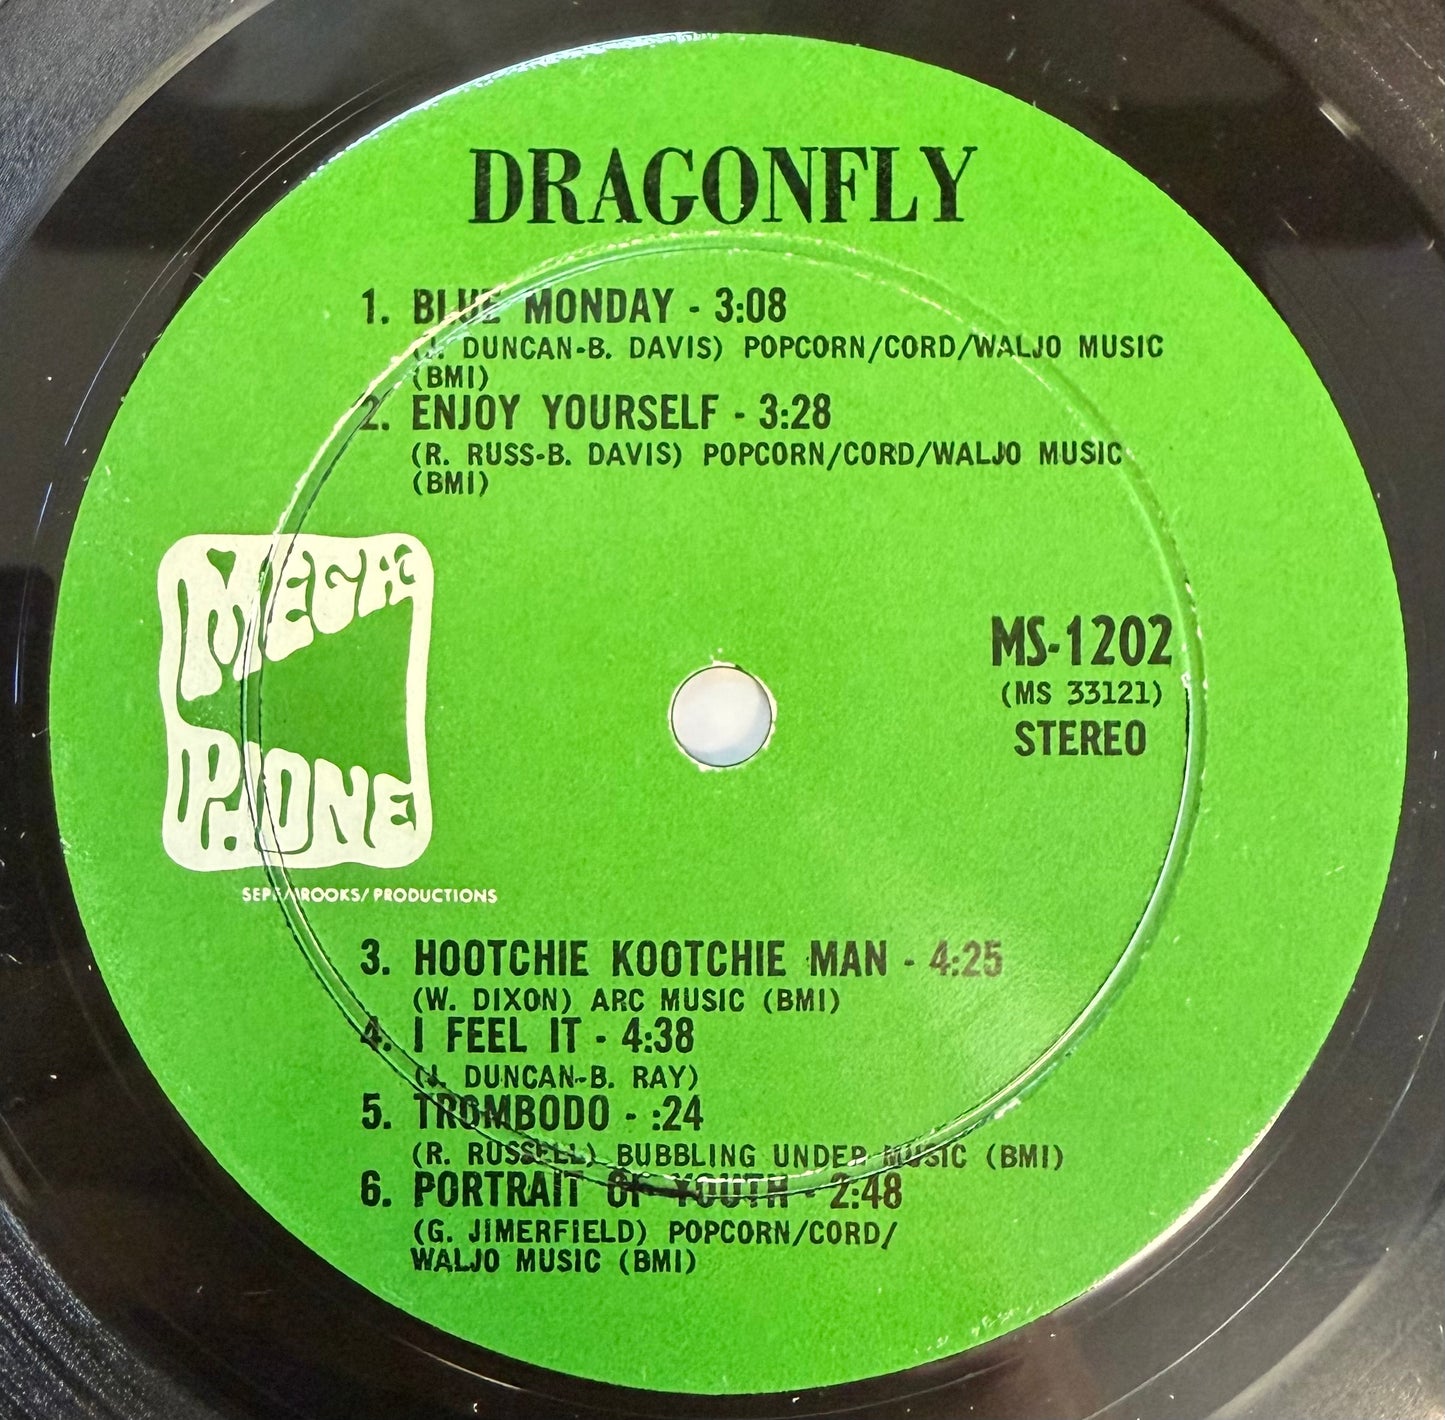 DRAGONFLY
1. BLUE MONDAY - 3:08
(J. DUNCAN-B. DAVIS) POPCORN/CORD/WALJO MUSIC
(BMI)
2. ENJOY YOURSELF - 3:28
(R. RUSS-B. DAVIS) POPCORN/CORD/WALJO MUSIC
(BMI)
MEGA
PHONE
SEPS/BROOKS/PRODUCTIONS
MS-1202
(MS 33121)
STEREO
3. HOOTCHIE KOOTCHIE MAN - 4:25
(W. DIXON) ARC MUSIC (BMI)
4. I FEEL IT - 4:38
(J. DUNCAN-B. RAY)
5. TROMBODO - :24
(R. RUSSELL) BUBBLING UNDER MUSIC (BMI)
6. PORTRAIT OF YOUTH - 2:48
(G. JIMERFIELD) POPCORN/CORD/
WALJO MUSIC (BMI)